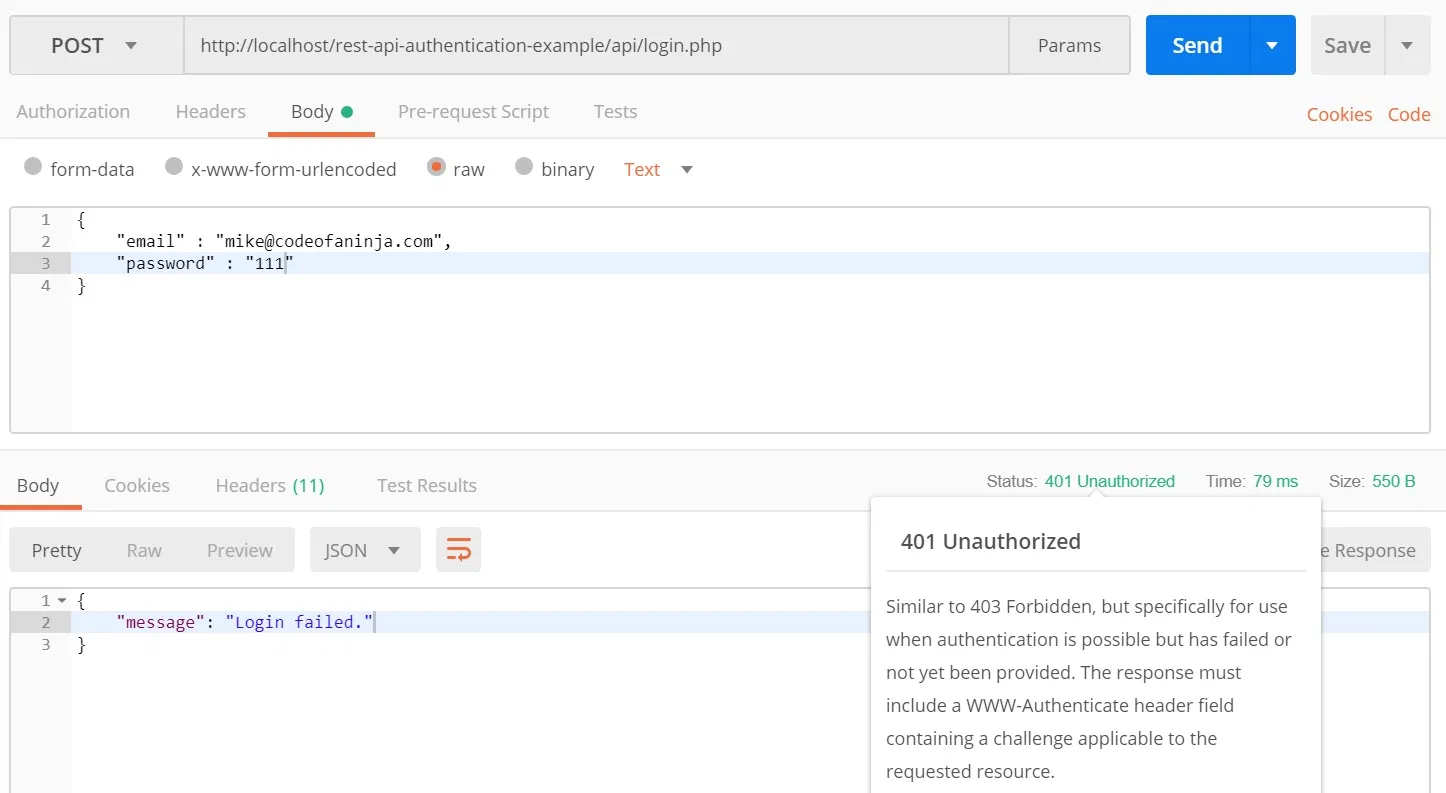 POST http://localhost/rest-api-authentication-example/api/login.php Params Send Save
Authorization Headers Body Pre-request Script Tests Cookies Code
form-data x-www-form-urlencoded raw binary Text
1 {
2 "email" : "mike@codeofaninja.com",
3 "password" : "111"
4 }
Body Cookies Headers (11) Test Results Status: 401 Unauthorized Time: 79 ms Size: 550 B
Pretty Raw Preview JSON e Response
1 {
2 "message": "Login failed."
3 }
401 Unauthorized
Similar to 403 Forbidden, but specifically for use
when authentication is possible but has failed or
not yet been provided. The response must
include a WWW-Authenticate header field
containing a challenge applicable to the
requested resource.